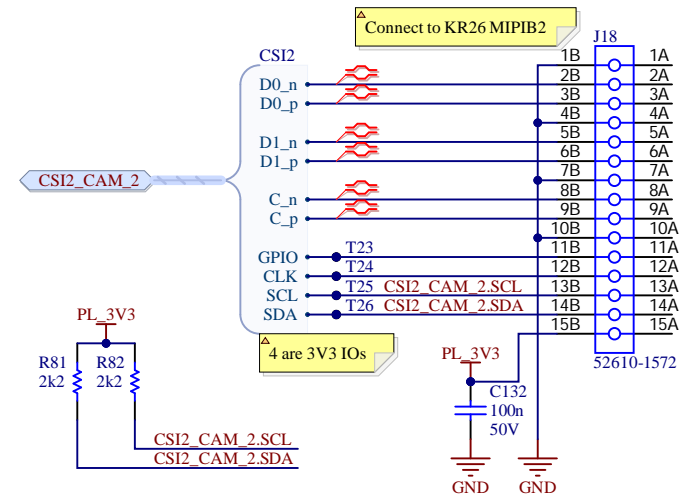 Connect to KR26 MIPIB2
J18
CSI2
1B 1A
D0_n 2B 2A
D0_p 3B 3A
4B 4A
D1_n 5B 5A
D1_p 6B 6A
7B 7A
CSI2_CAM_2
C_n 8B 8A
C_p 9B 9A
10B 10A
GPIO T23 11B 11A
CLK T24 12B 12A
SCL T25 CSI2_CAM_2.SCL 13B 13A
SDA T26 CSI2_CAM_2.SDA 14B 14A
15B 15A
52610-1572
4 are 3V3 IOs
PL_3V3
R81
2k2
R82
2k2
CSI2_CAM_2.SCL
CSI2_CAM_2.SDA
PL_3V3
C132
100n
50V
GND
GND